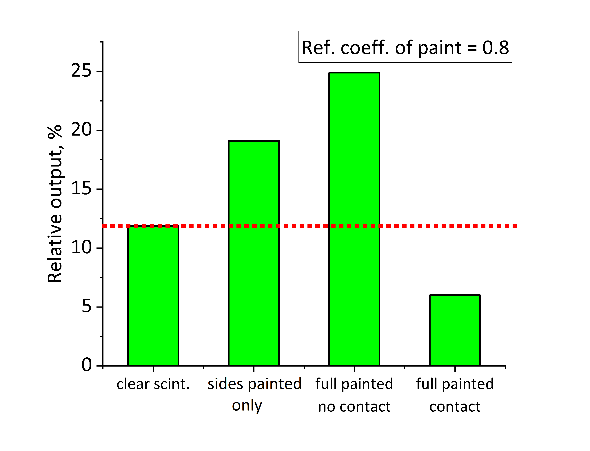 Ref. coeff. of paint = 0.8
Relative output, %
25
20
15
10
5
0
clear scint.
sides painted
only
full painted
no contact
full painted
contact